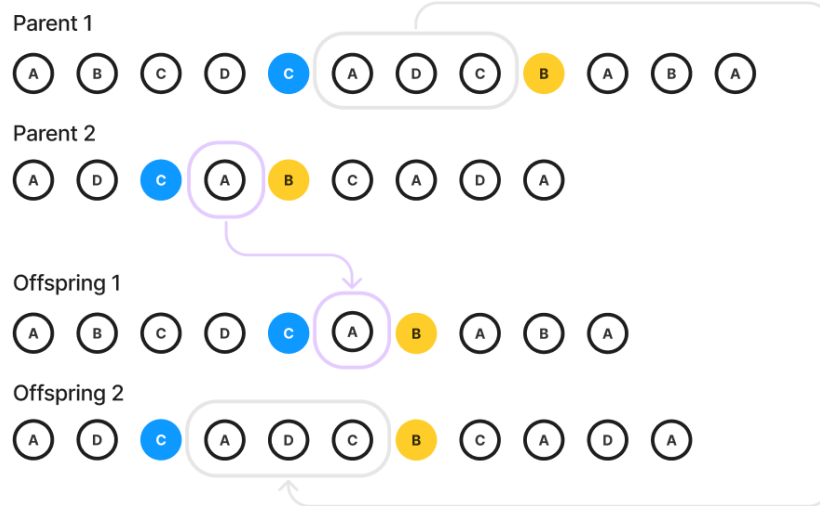 Parent 1
A B C D C A D C B A B A
Parent 2
A D C A B C A D A
Offspring 1
A B C D C A B A B A
Offspring 2
A D C A D C B C A D A